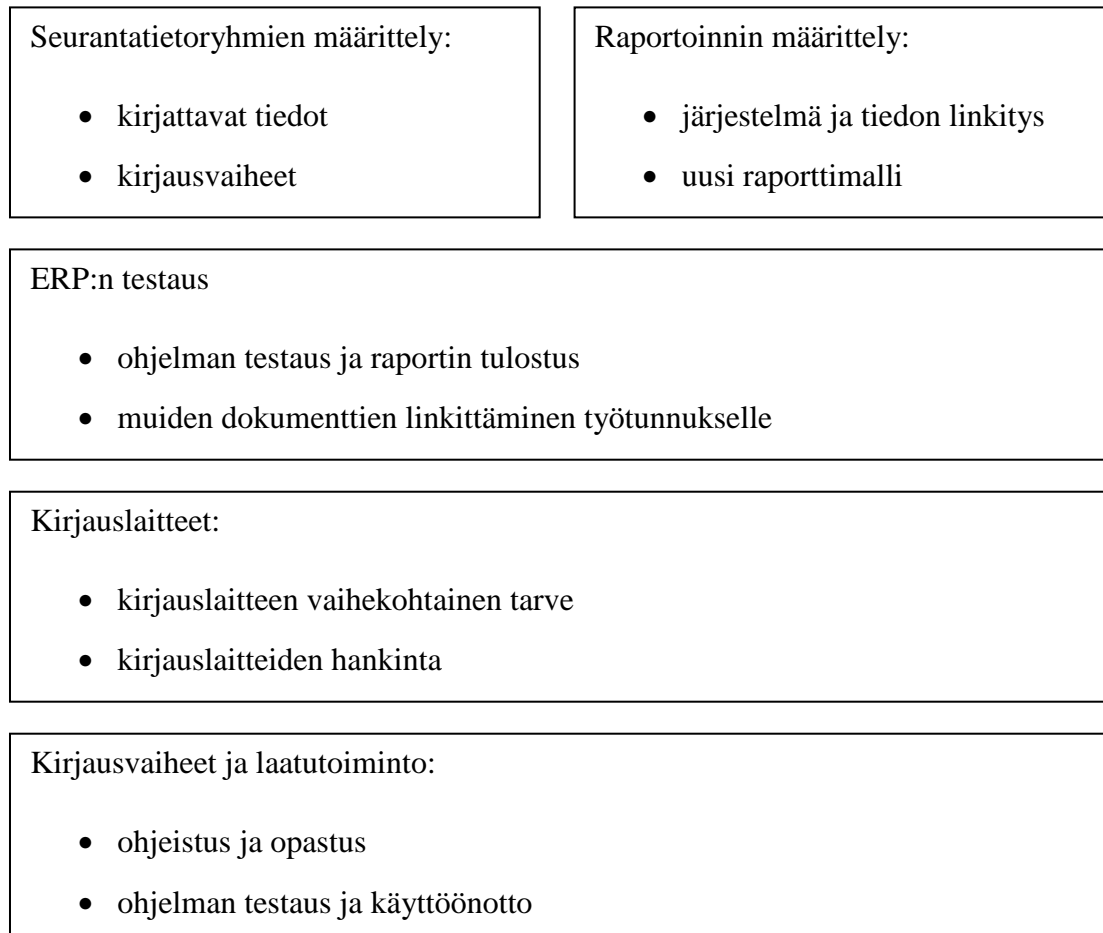 Seurantatietoryhmien määrittely:
• kirjattavat tiedot
• kirjausvaiheet
Raportoinnin määrittely:
• järjestelmä ja tiedon linkitys
• uusi raporttimalli
ERP:n testaus
• ohjelman testaus ja raportin tulostus
• muiden dokumenttien linkittäminen työtunnukselle
Kirjauslaitteet:
• kirjauslaitteen vaihekohtainen tarve
• kirjauslaitteiden hankinta
Kirjausvaiheet ja laatutoiminto:
• ohjeistus ja opastus
• ohjelman testaus ja käyttöönotto